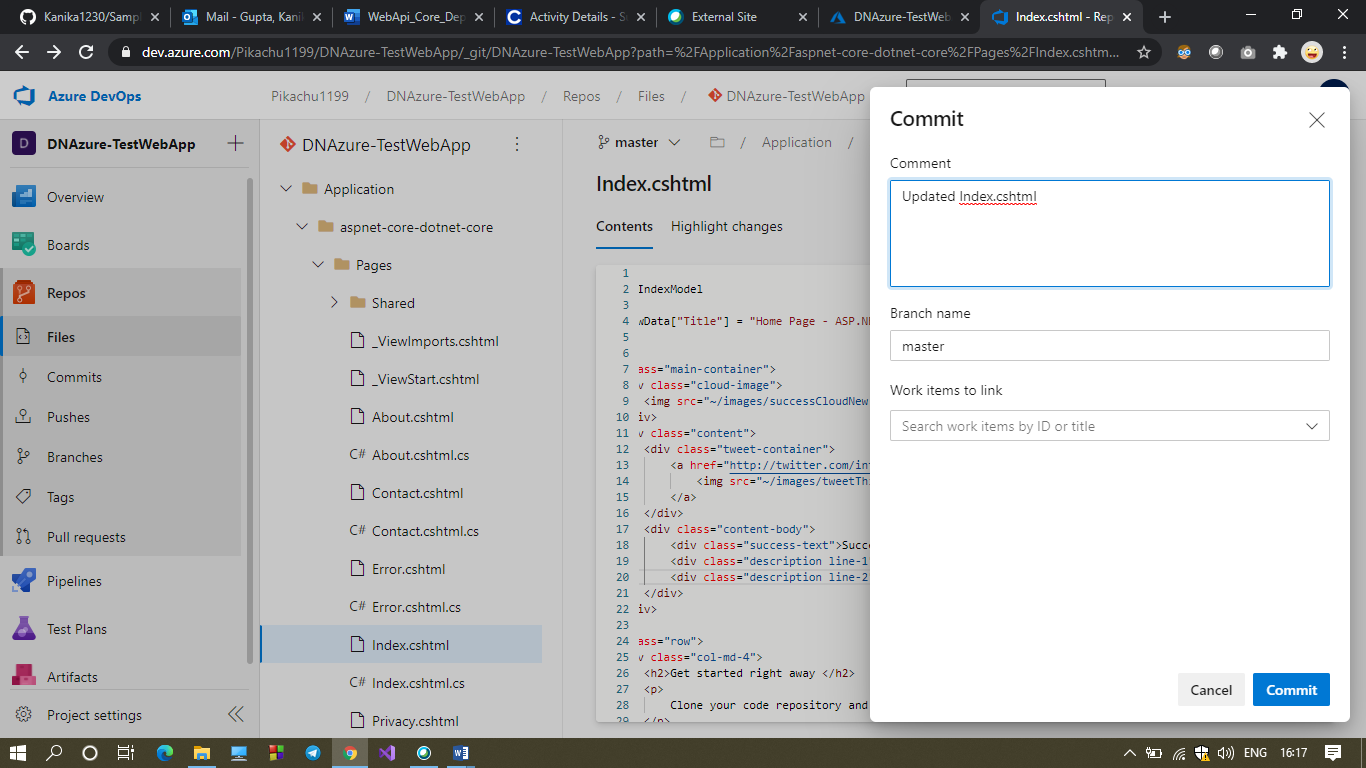 Kanika1230/Sampl
Mail - Gupta, Kanik
WebApi_Core_Dep
Activity Details - Su
External Site
DNAzure-TestWeb
Index.cshtml - Rep
dev.azure.com/Pikachu1199/DNAzure-TestWebApp/_git/DNAzure-TestWebApp?path=%2FApplication%2Faspnet-core-dotnet-core%2FPages%2FIndex.cshtm...
Azure DevOps
Pikachu1199 / DNAzure-TestWebApp / Repos / Files / DNAzure-TestWebApp
D DNAzure-TestWebApp
Overview
Boards
Repos
Files
Commits
Pushes
Branches
Tags
Pull requests
Pipelines
Test Plans
Artifacts
Project settings
DNAzure-TestWebApp
Application
aspnet-core-dotnet-core
Pages
Shared
_ViewImports.cshtml
_ViewStart.cshtml
About.cshtml
C# About.cshtml.cs
Contact.cshtml
C# Contact.cshtml.cs
Error.cshtml
C# Error.cshtml.cs
Index.cshtml
C# Index.cshtml.cs
Privacy.cshtml
master / Application /
Index.cshtml
Contents Highlight changes
1
2 IndexModel
3
4 wData["Title"] = "Home Page - ASP.N
5
6
7 ass="main-container">
8 v class="cloud-image">
9 <img src="~/images/successCloudNew
10 iv>
11 v class="content">
12 <div class="tweet-container">
13 <a href="http://twitter.com/in
14 <img src="~/images/tweetThi
15 </a>
16 </div>
17 <div class="content-body">
18 <div class="success-text">Succ
19 <div class="description line-1
20 <div class="description line-2
21 </div>
22 iv>
23
24 ass="row">
25 v class="col-md-4">
26 <h2>Get started right away </h2>
27 <p>
28 Clone your code repository and
29 </p>
Commit
Comment
Updated Index.cshtml
Branch name
master
Work items to link
Search work items by ID or title
Cancel Commit
ENG 16:17